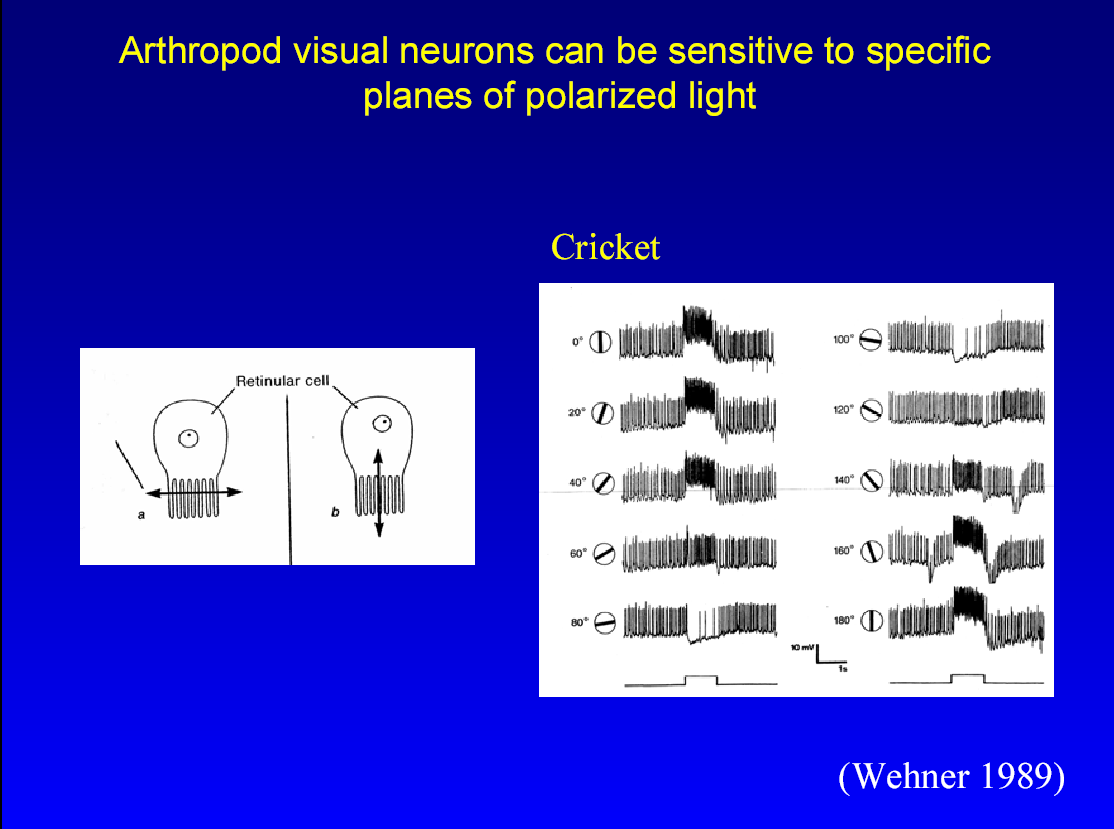 Arthropod visual neurons can be sensitive to specific
planes of polarized light
Cricket
Retinular cell
a
b
0°
20°
40°
60°
80°
100°
120°
140°
160°
180°
10 mV
1s
(Wehner 1989)